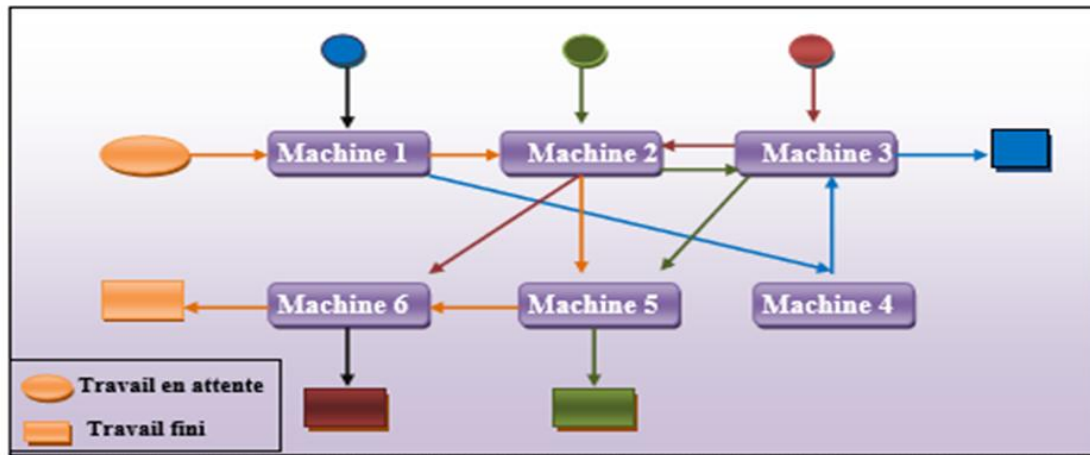 Machine 1
Machine 2
Machine 3
Machine 6
Machine 5
Machine 4
Travail en attente
Travail fini